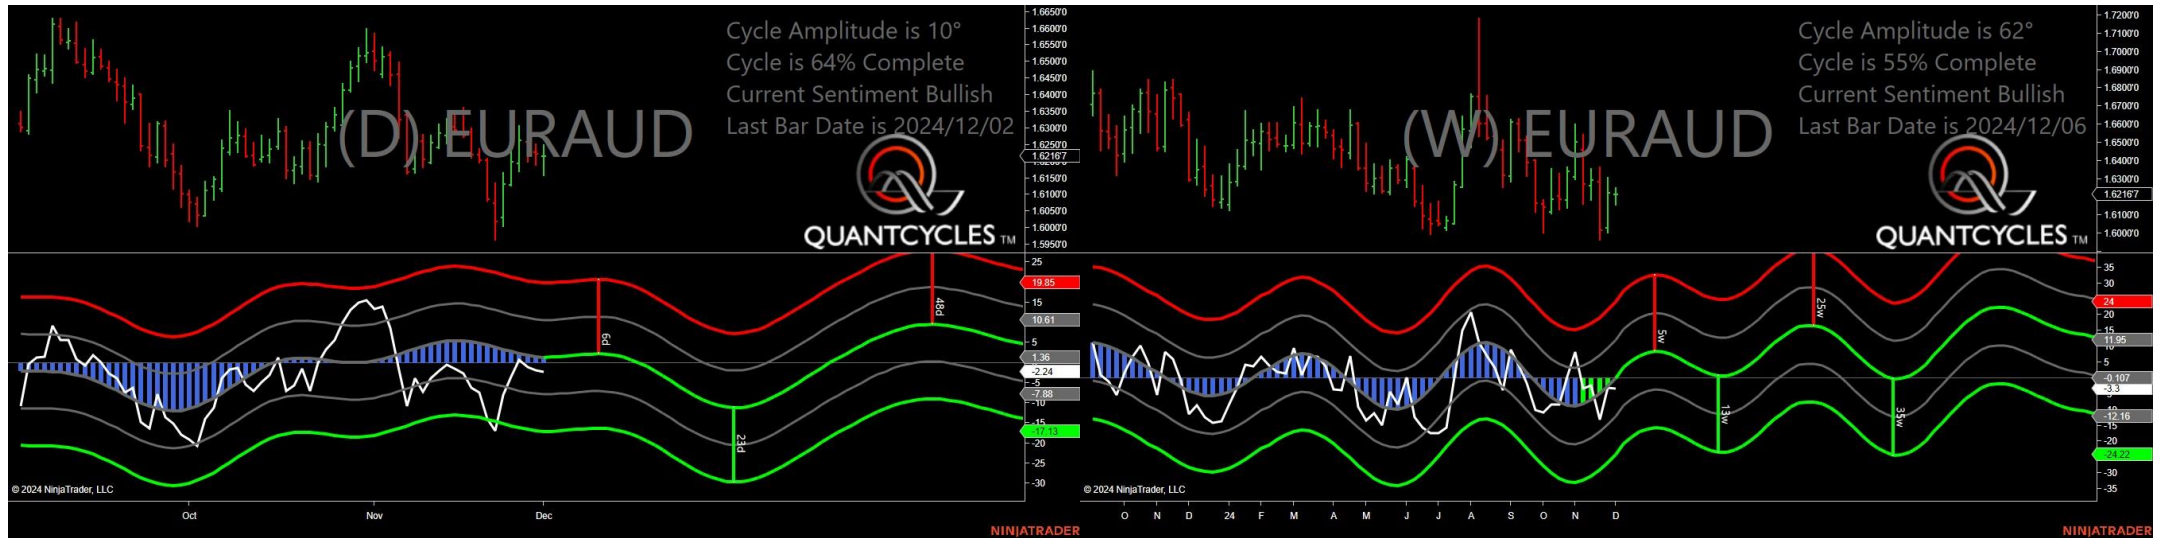 Cycle Amplitude is 10°
Cycle is 64% Complete
Current Sentiment Bullish
Last Bar Date is 2024/12/02
(D) EURAUD
QUANTCYCLES TM
1.6650'0
1.6600'0
1.6550'0
1.6500'0
1.6450'0
1.6400'0
1.6350'0
1.6300'0
1.6250'0
1.6216'7
1.6150'0
1.6100'0
1.6050'0
1.6000'0
1.5950'0
25
19.85
15
10.61
5
1.36
-2.24
-5
-7.88
-10
-17.13
-20
-25
-30
6d
23d
48d
© 2024 NinjaTrader, LLC
Oct
Nov
Dec
NINJATRADER
Cycle Amplitude is 62°
Cycle is 55% Complete
Current Sentiment Bullish
Last Bar Date is 2024/12/06
(W) EURAUD
QUANTCYCLES TM
1.7200'0
1.7100'0
1.7000'0
1.6900'0
1.6800'0
1.6700'0
1.6600'0
1.6500'0
1.6400'0
1.6300'0
1.6216'7
1.6100'0
1.6000'0
35
30
24
20
15
11.95
5
-0.107
-3.3
-12.16
-15
-20
-24.22
-30
-35
5w
13w
25w
35w
© 2024 NinjaTrader, LLC
O N D 24 F M A M J J A S O N D
NINJATRADER